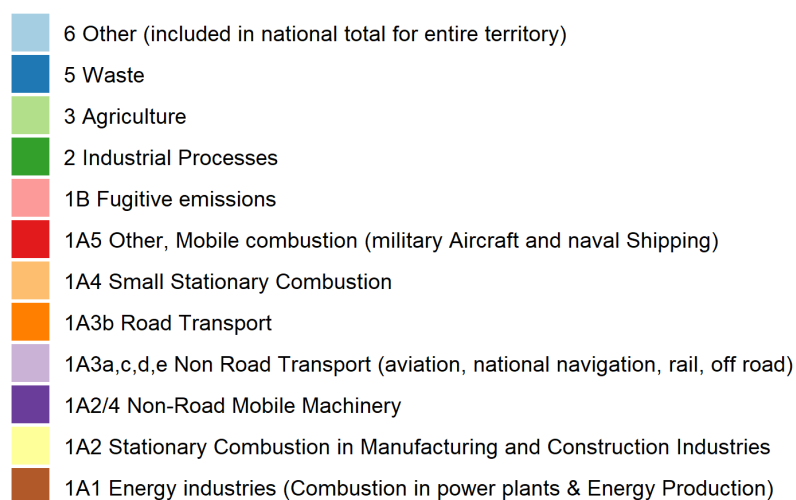 6 Other (included in national total for entire territory)
5 Waste
3 Agriculture
2 Industrial Processes
1B Fugitive emissions
1A5 Other, Mobile combustion (military Aircraft and naval Shipping)
1A4 Small Stationary Combustion
1A3b Road Transport
1A3a,c,d,e Non Road Transport (aviation, national navigation, rail, off road)
1A2/4 Non-Road Mobile Machinery
1A2 Stationary Combustion in Manufacturing and Construction Industries
1A1 Energy industries (Combustion in power plants & Energy Production)